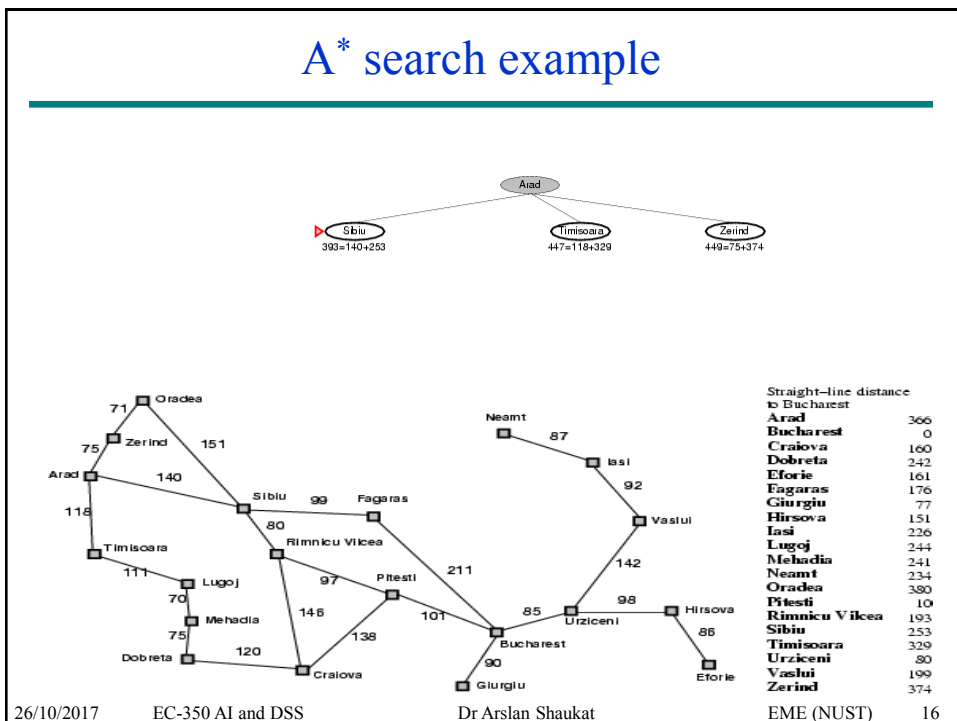 A* search example
Arad
Sibiu Timisoara Zerind
393=140+253 447=118+329 449=75+374
Oradea
71
Neamt
87
Zerind
151
75
Iasi
Arad
140
92
Sibiu
99
Fagaras
118
Vaslui
80
Timisoara
Rimnicu Vilcea
142
111
Lugoj
97
Pitesti
211
70
98
Hirsova
85
146
101
Mehadia
Urziceni
75
138
86
Bucharest
Dobreta
120
90
Craiova
Eforie
Giurgiu
Straight-line distance
to Bucharest
Arad 366
Bucharest 0
Craiova 160
Dobreta 242
Eforie 161
Fagaras 176
Giurgiu 77
Hirsova 151
Iasi 226
Lugoj 244
Mehadia 241
Neamt 234
Oradea 380
Pitesti 10
Rimnicu Vilcea 193
Sibiu 253
Timisoara 329
Urziceni 80
Vaslui 199
Zerind 374
26/10/2017 EC-350 AI and DSS Dr Arslan Shaukat EME (NUST) 16